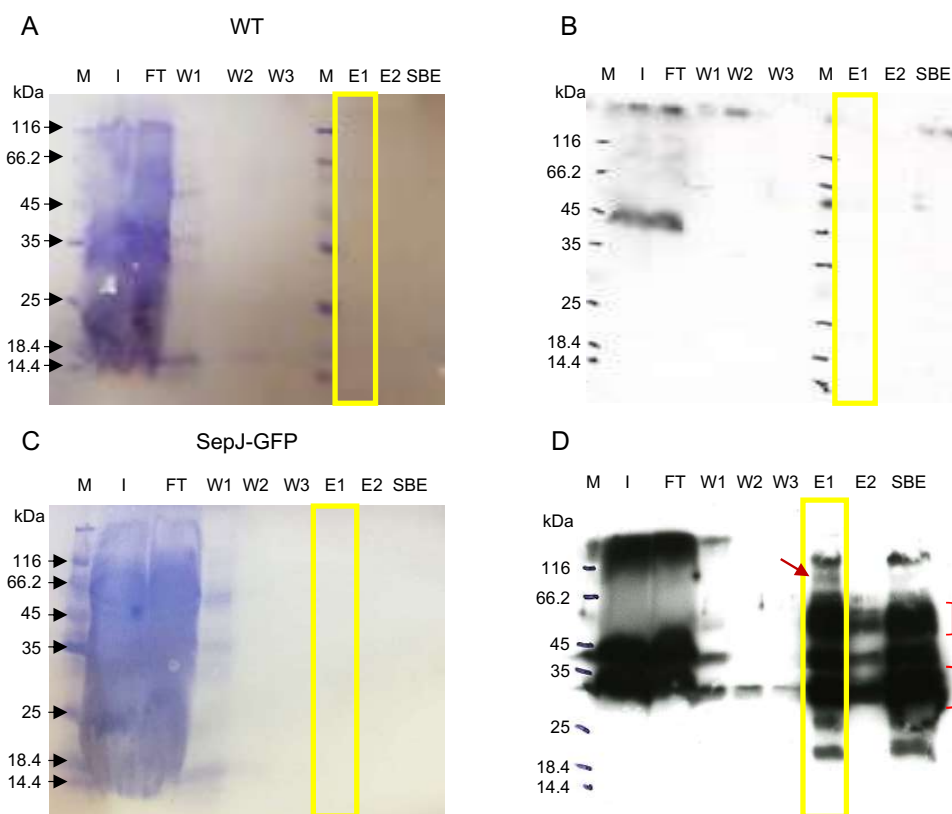 A
WT
M I FT W1 W2 W3 M E1 E2 SBE
kDa
116
66.2
45
35
25
18.4
14.4
B
M I FT W1 W2 W3 M E1 E2 SBE
kDa
116
66.2
45
35
25
18.4
14.4
C
SepJ-GFP
M I FT W1 W2 W3 E1 E2 SBE
kDa
116
66.2
45
35
25
18.4
14.4
D
M I FT W1 W2 W3 E1 E2 SBE
kDa
116
66.2
45
35
25
18.4
14.4